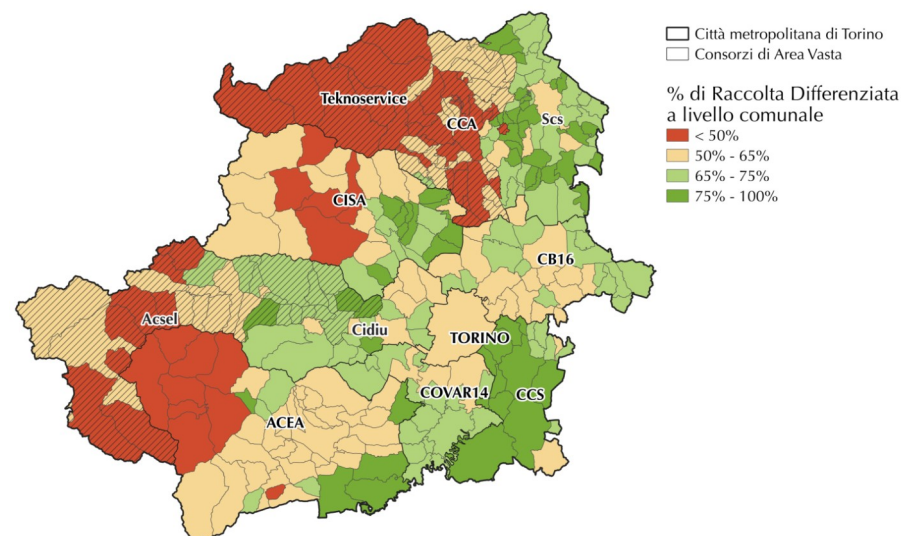 Città metropolitana di Torino
Consorzi di Area Vasta
% di Raccolta Differenziata
a livello comunale
< 50%
50% - 65%
65% - 75%
75% - 100%
Teknoservice
CCA
Scs
CISA
CB16
Acsel
Cidiu
TORINO
COVAR14
CCS
ACEA